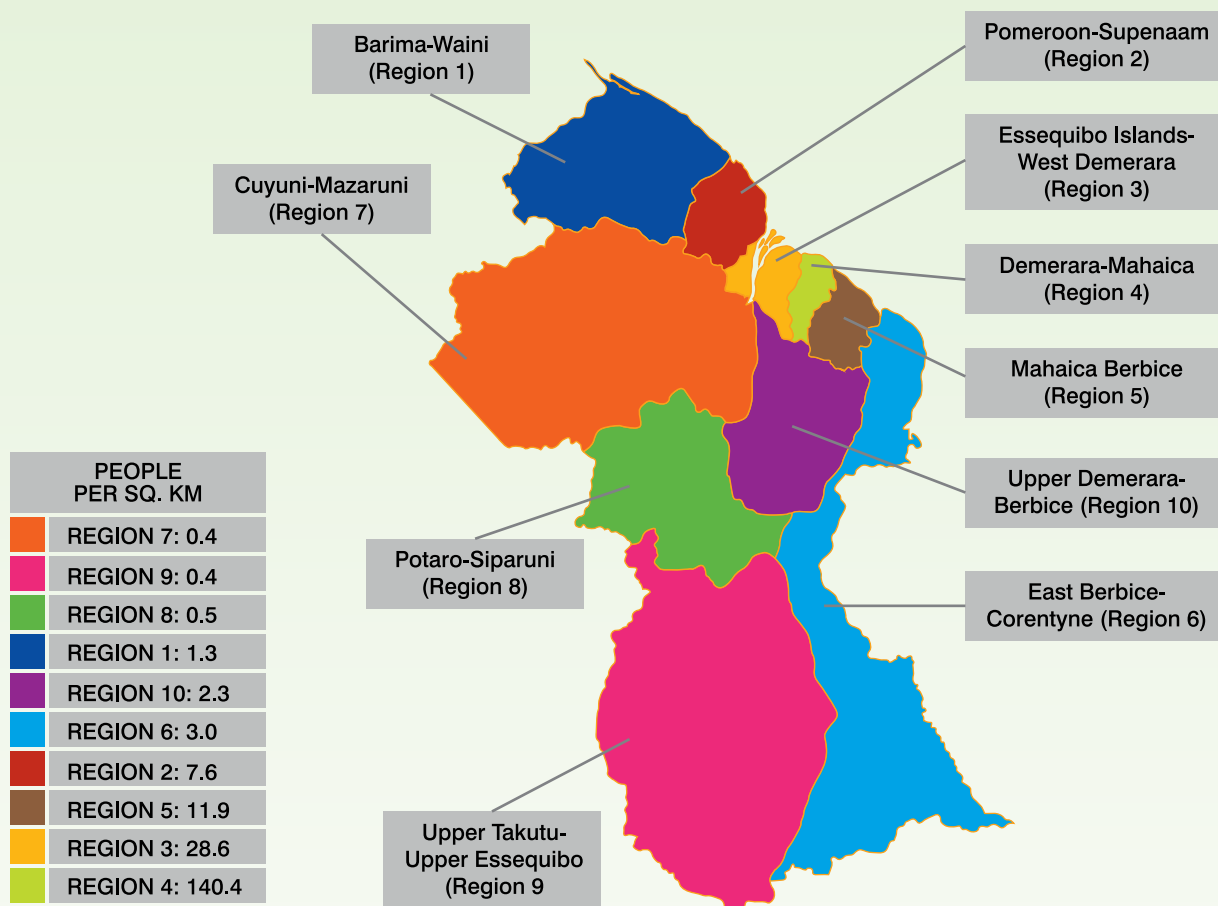 Barima-Waini
(Region 1)
Pomeroon-Supenaam
(Region 2)
Essequibo Islands-
West Demerara
(Region 3)
Cuyuni-Mazaruni
(Region 7)
Demerara-Mahaica
(Region 4)
Mahaica Berbice
(Region 5)
Upper Demerara-
Berbice (Region 10)
Potaro-Siparuni
(Region 8)
East Berbice-
Corentyne (Region 6)
Upper Takutu-
Upper Essequibo
(Region 9
PEOPLE
PER SQ. KM
REGION 7: 0.4
REGION 9: 0.4
REGION 8: 0.5
REGION 1: 1.3
REGION 10: 2.3
REGION 6: 3.0
REGION 2: 7.6
REGION 5: 11.9
REGION 3: 28.6
REGION 4: 140.4